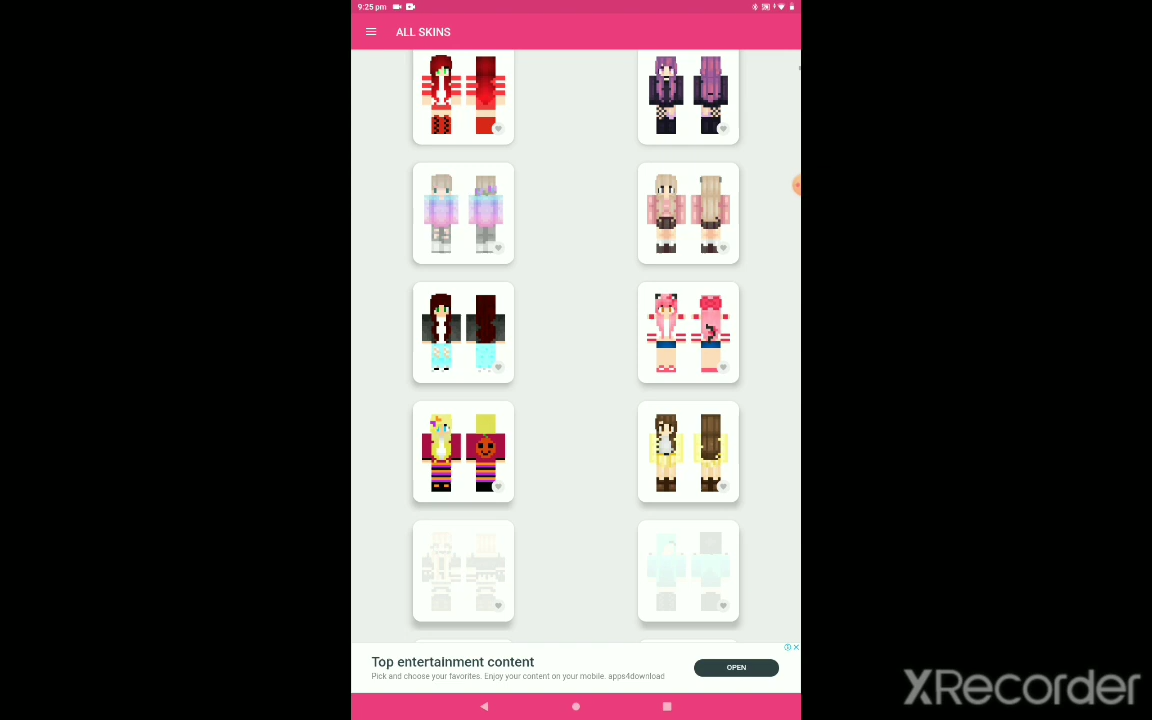 9:25 pm
ALL SKINS
Top entertainment content
Pick and choose your favorites. Enjoy your content on your mobile. apps4download
OPEN
XRecorder